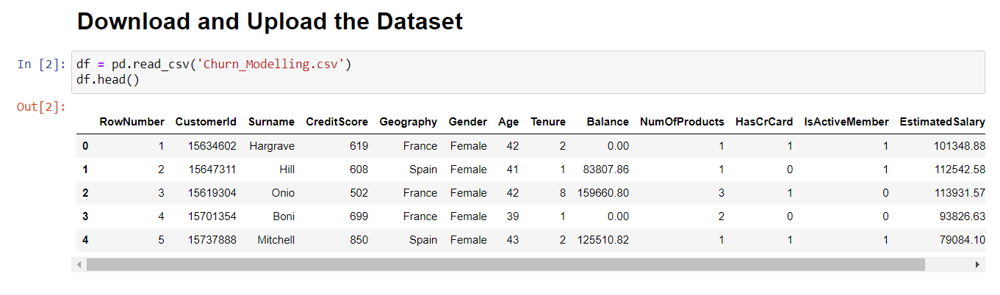 Download and Upload the Dataset
In [2]: df = pd.read_csv('Churn_Modelling.csv')
df.head()
Out[2]:
RowNumber CustomerId Surname CreditScore Geography Gender Age Tenure Balance NumOfProducts HasCrCard IsActiveMember EstimatedSalary
0 1 15634602 Hargrave 619 France Female 42 2 0.00 1 1 1 101348.88
1 2 15647311 Hill 608 Spain Female 41 1 83807.86 1 0 1 112542.58
2 3 15619304 Onio 502 France Female 42 8 159660.80 3 1 0 113931.57
3 4 15701354 Boni 699 France Female 39 1 0.00 2 0 0 93826.63
4 5 15737888 Mitchell 850 Spain Female 43 2 125510.82 1 1 1 79084.10